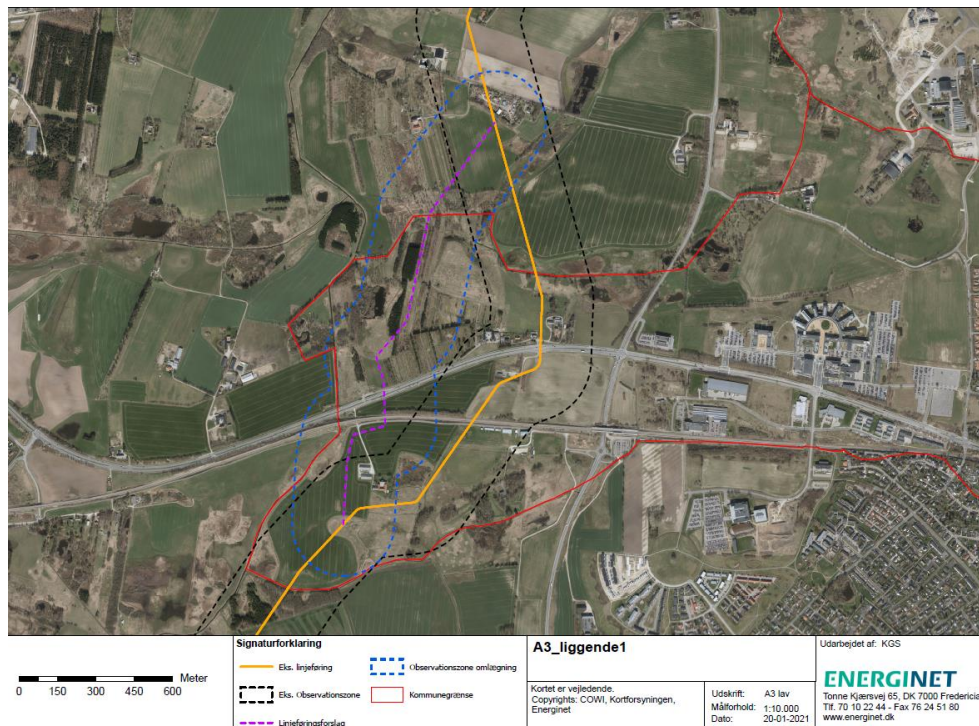 Signaturforklaring
Eks. linjeføring
Observationszone omlægning
Eks. Observationszone
Kommunegrænse
Linjeføringsforslag
Meter
0 150 300 450 600
A3_liggende1
Kortet er vejledende.
Copyrights: COWI, Kortforsyningen,
Energinet
Udskrift: A3 lav
Målforhold: 1:10.000
Dato: 20-01-2021
Udarbejdet af: KGS
ENERGINET
Tonne Kjærsvej 65, DK 7000 Fredericia
Tlf. 70 10 22 44 - Fax 76 24 51 80
www.energinet.dk